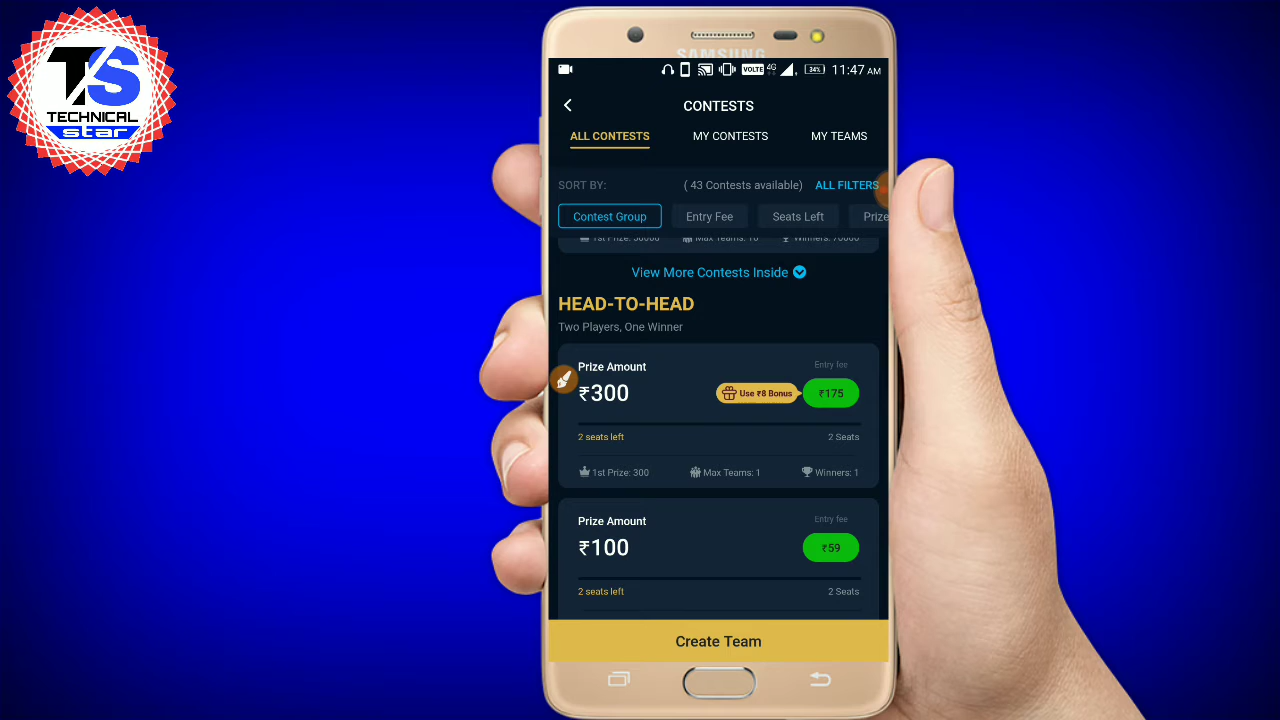 TS
TECHNICAL
star
SAMSUNG
VOLTE 4G 34% 11:47 AM
CONTESTS
ALL CONTESTS MY CONTESTS MY TEAMS
SORT BY: ( 43 Contests available) ALL FILTERS
Contest Group Entry Fee Seats Left Prize
1st Prize: 50000 Max Teams: 10 Winners: 70000
View More Contests Inside
HEAD-TO-HEAD
Two Players, One Winner
Prize Amount Entry fee
₹300 Use ₹8 Bonus ₹175
2 seats left 2 Seats
1st Prize: 300 Max Teams: 1 Winners: 1
Prize Amount Entry fee
₹100 ₹59
2 seats left 2 Seats
Create Team